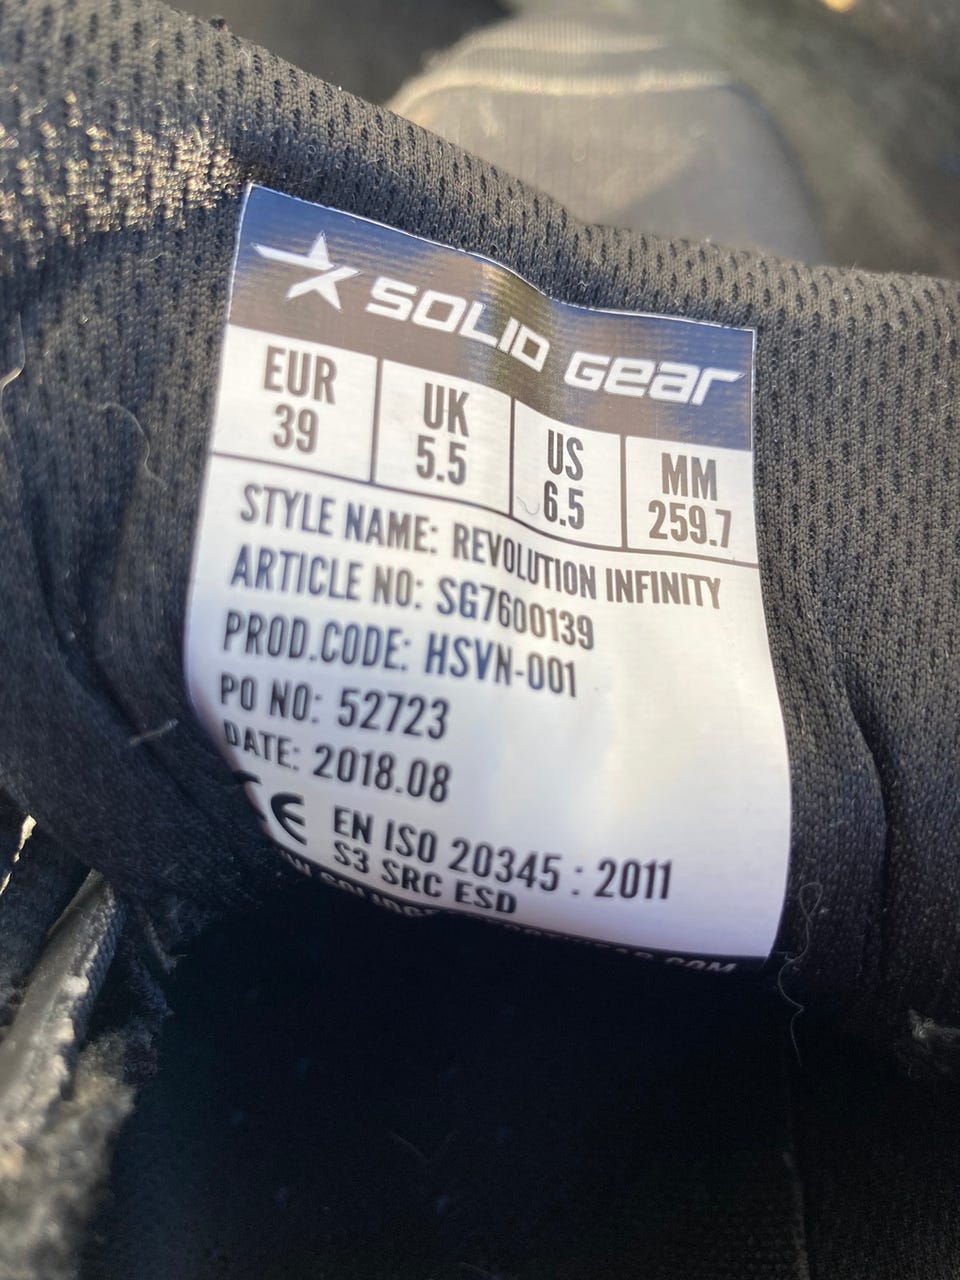 SOLID GEAR
EUR UK US MM
39 5.5 6.5 259.7
STYLE NAME: REVOLUTION INFINITY
ARTICLE NO: SG7600139
PROD.CODE: HSVN-001
PO NO: 52723
DATE: 2018.08
CE EN ISO 20345 : 2011
S3 SRC ESD